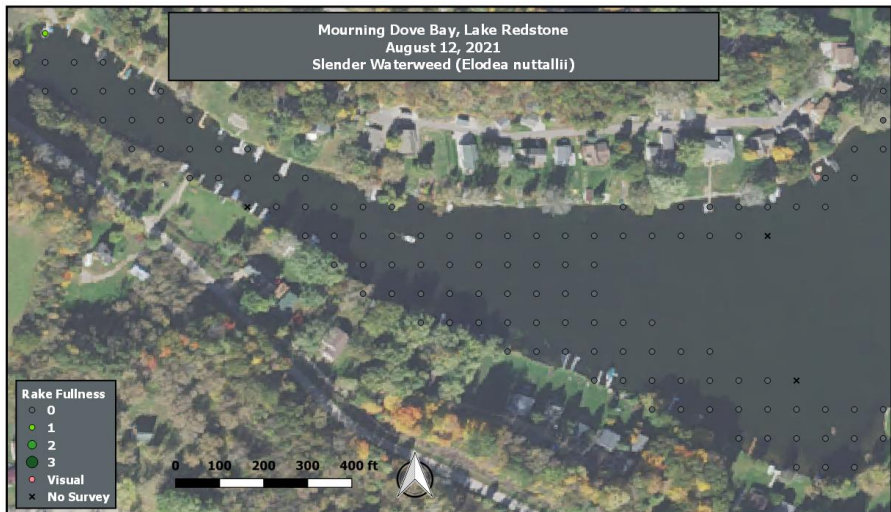 Mourning Dove Bay, Lake Redstone
August 12, 2021
Slender Waterweed (Elodea nuttallii)
Rake Fullness
0
1
2
3
Visual
No Survey
0 100 200 300 400 ft